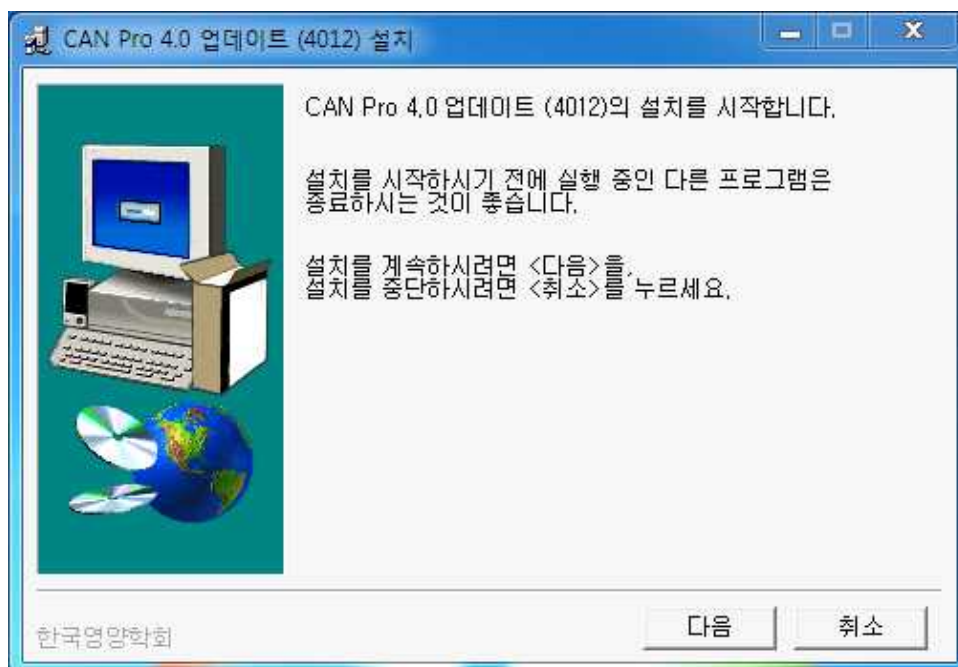 CAN Pro 4.0 업데이트 (4012) 설치
CAN Pro 4.0 업데이트 (4012)의 설치를 시작합니다.
설치를 시작하시기 전에 실행 중인 다른 프로그램은
종료하시는 것이 좋습니다.
설치를 계속하시려면 <다음>을,
설치를 중단하시려면 <취소>를 누르세요.
한국영양학회
다음
취소